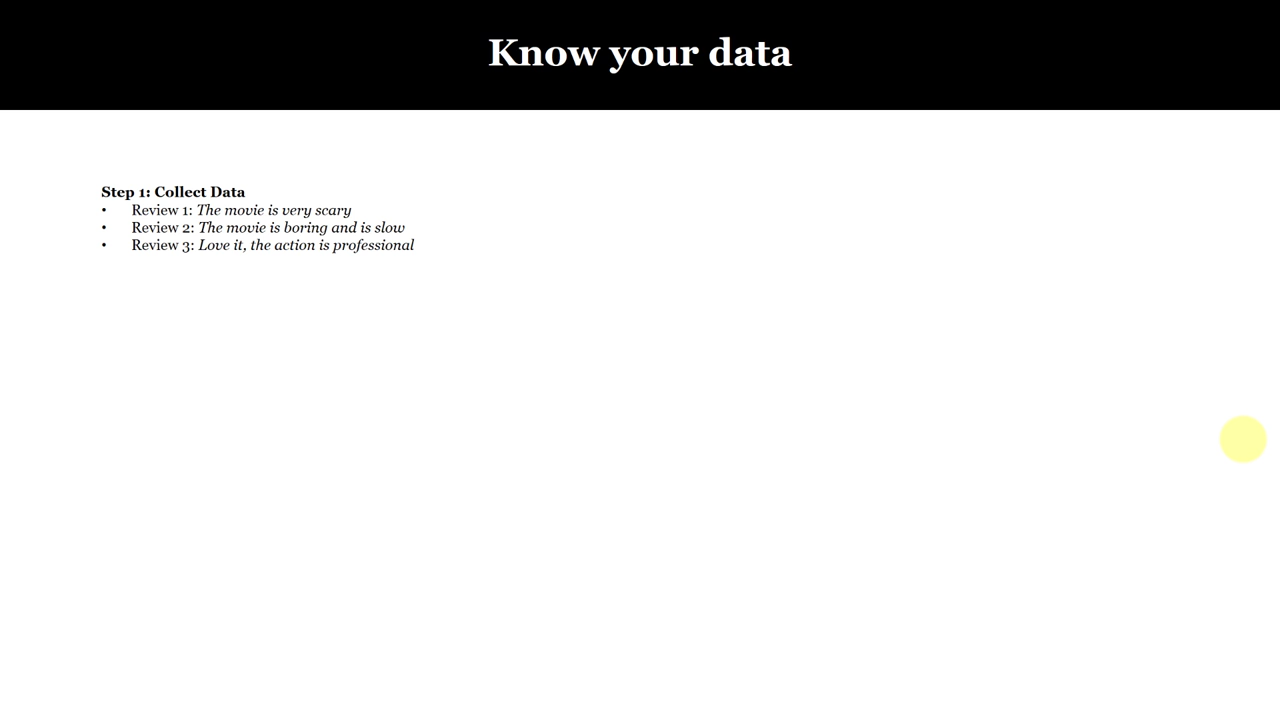 Know your data
Step 1: Collect Data
• Review 1: The movie is very scary
• Review 2: The movie is boring and is slow
• Review 3: Love it, the action is professional